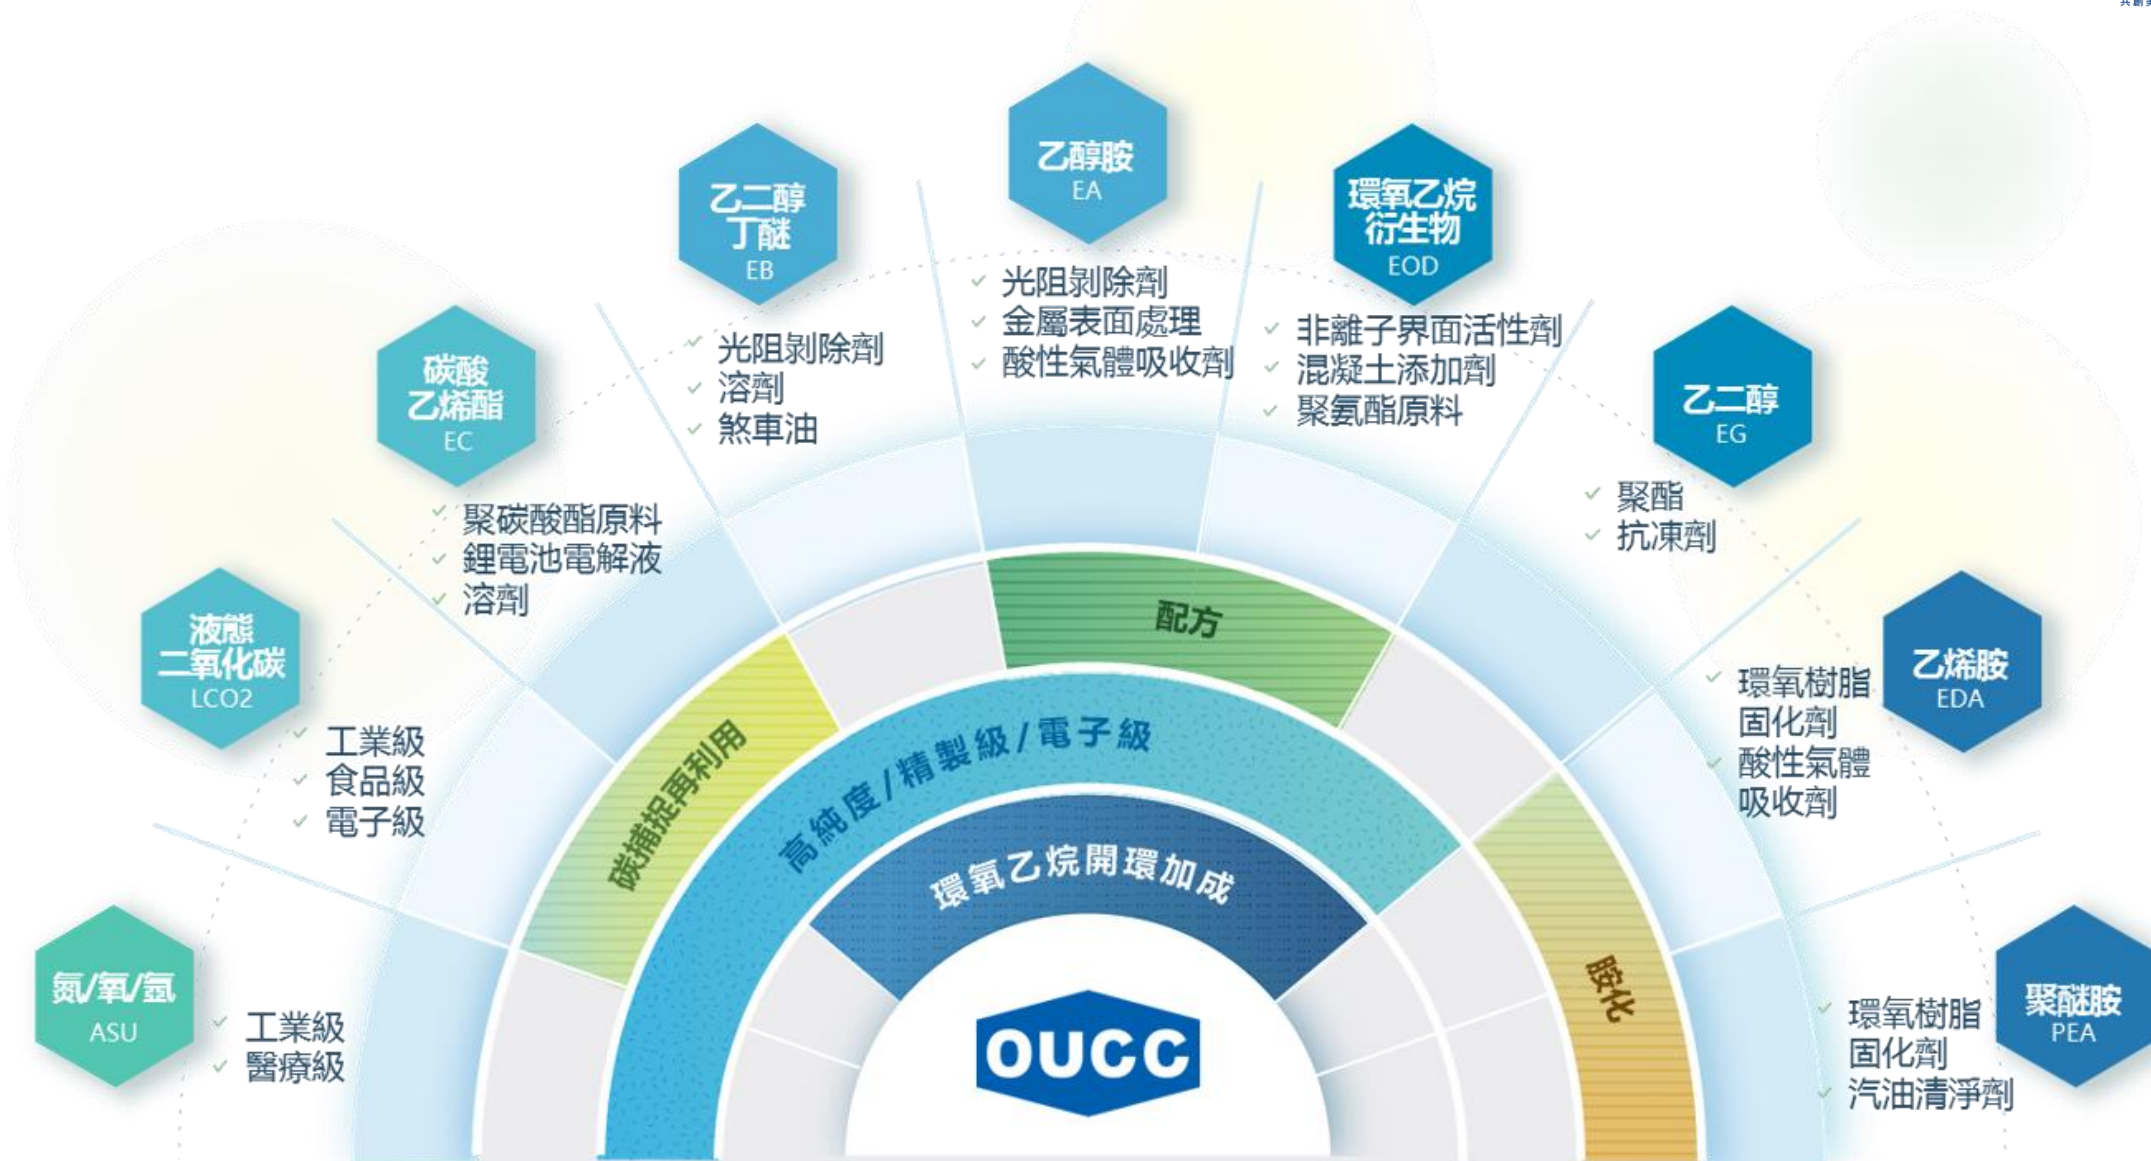 乙醇胺
EA
光阻剝除劑
金屬表面處理
酸性氣體吸收劑
乙二醇
丁醚
EB
光阻剝除劑
溶劑
煞車油
環氧乙烷
衍生物
EOD
非離子界面活性劑
混凝土添加劑
聚氨酯原料
碳酸
乙烯酯
EC
聚碳酸酯原料
鋰電池電解液
溶劑
乙二醇
EG
聚酯
抗凍劑
液態
二氧化碳
LCO2
工業級
食品級
電子級
乙烯胺
EDA
環氧樹脂
固化劑
酸性氣體
吸收劑
氮/氧/氬
ASU
工業級
醫療級
聚醚胺
PEA
環氧樹脂
固化劑
汽油清淨劑
碳捕捉再利用
配方
胺化
高純度/精製級/電子級
環氧乙烷開環加成
OUCC